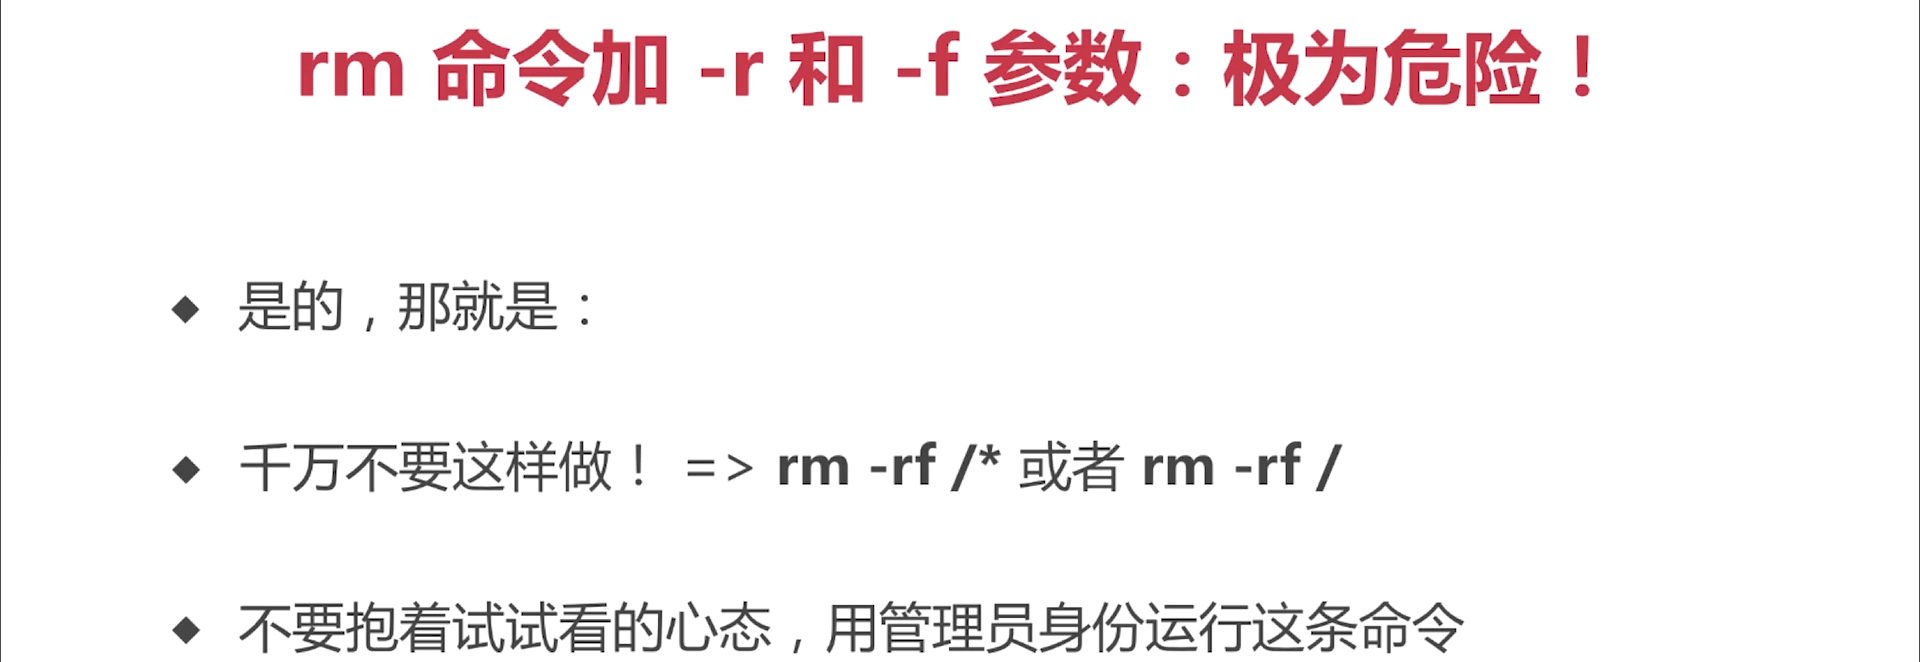 rm 命令加 -r 和 -f 参数：极为危险！
◆ 是的，那就是：
◆ 千万不要这样做！ => rm -rf /* 或者 rm -rf /
◆ 不要抱着试试看的心态，用管理员身份运行这条命令